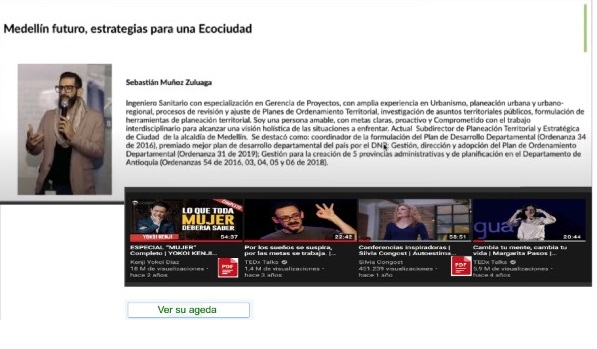 Medellín futuro, estrategias para una Ecociudad
Sebastián Muñoz Zuluaga
Ingeniero Sanitario con especialización en Gerencia de Proyectos, con amplia experiencia en Urbanismo, planeación urbana y urbano-
regional, procesos de revisión y ajuste de Planes de Ordenamiento Territorial, investigación de asuntos territoriales públicos, formulación de
herramientas de planeación territorial. Soy una persona amable, con metas claras, proactivo y Comprometido con el trabajo
interdisciplinario para alcanzar una visión holística de las situaciones a enfrentar. Actual Subdirector de Planeación Territorial y Estratégica
de Ciudad de la alcaldía de Medellín. Se destacó como: coordinador de la formulación del Plan de Desarrollo Departamental (Ordenanza 34
de 2016), premiado mejor plan de desarrollo departamental del país por el DNP; Gestión, dirección y adopción del Plan de Ordenamiento
Departamental (Ordenanza 31 de 2019); Gestión para la creación de 5 provincias administrativas y de planificación en el Departamento de
Antioquia (Ordenanzas 54 de 2016, 03, 04, 05 y 06 de 2018).
LO QUE TODA
MUJER
DEBERIA SABER
YOKOI KENJI
54:37
22:42
58:51
gua
20:44
ESPECIAL "MUJER"
Completo | YOKOI KENJI...
Kenji Yokoi Diaz
18 M de visualizaciones ·
hace 2 años
PDF
Por los sueños se suspira,
por las metas se trabaja. |...
TEDx Talks
1,4 M de visualizaciones ·
hace 3 años
Conferencias inspiradoras |
Silvia Congost | Autoestima...
Silvia Congost
451.239 visualizaciones ·
hace 1 año
PDF
Cambia tu mente, cambia tu
vida | Margarita Pasos |...
TEDx Talks
5,9 M de visualizaciones ·
hace 4 años
Ver su ageda